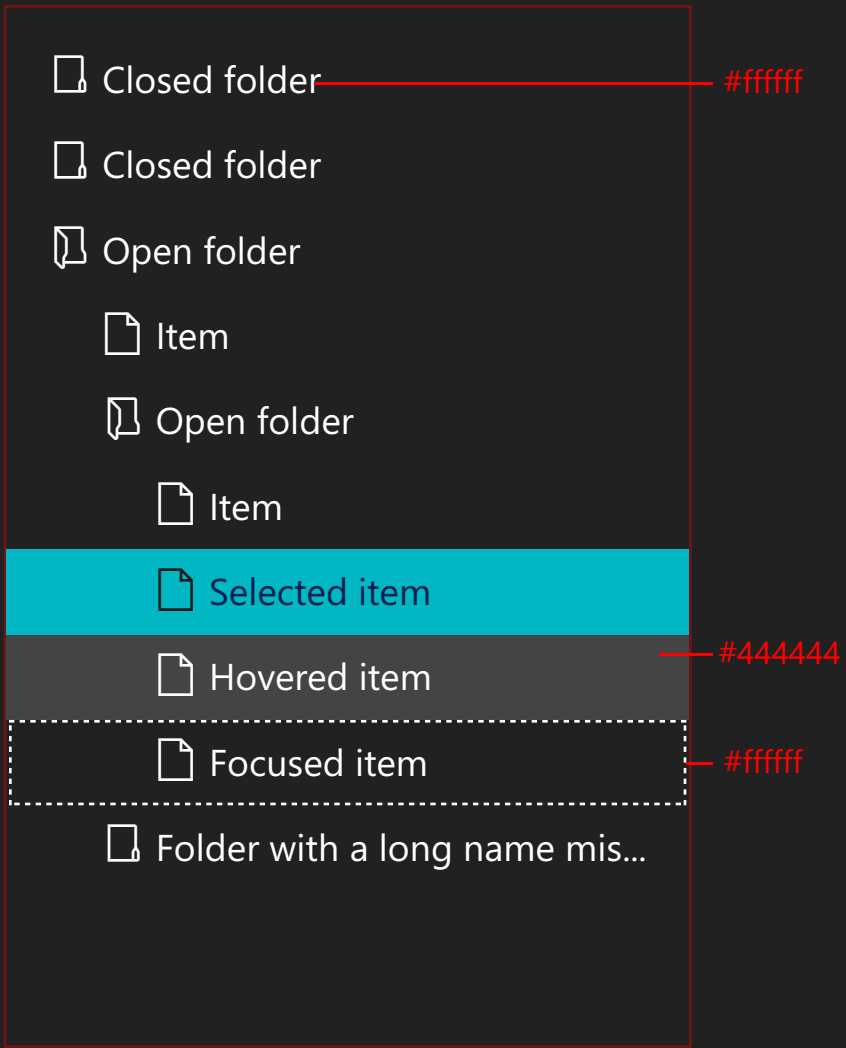 Closed folder #ffffff
Closed folder
Open folder
Item
Open folder
Item
Selected item
#444444
Hovered item
Focused item #ffffff
Folder with a long name mis...